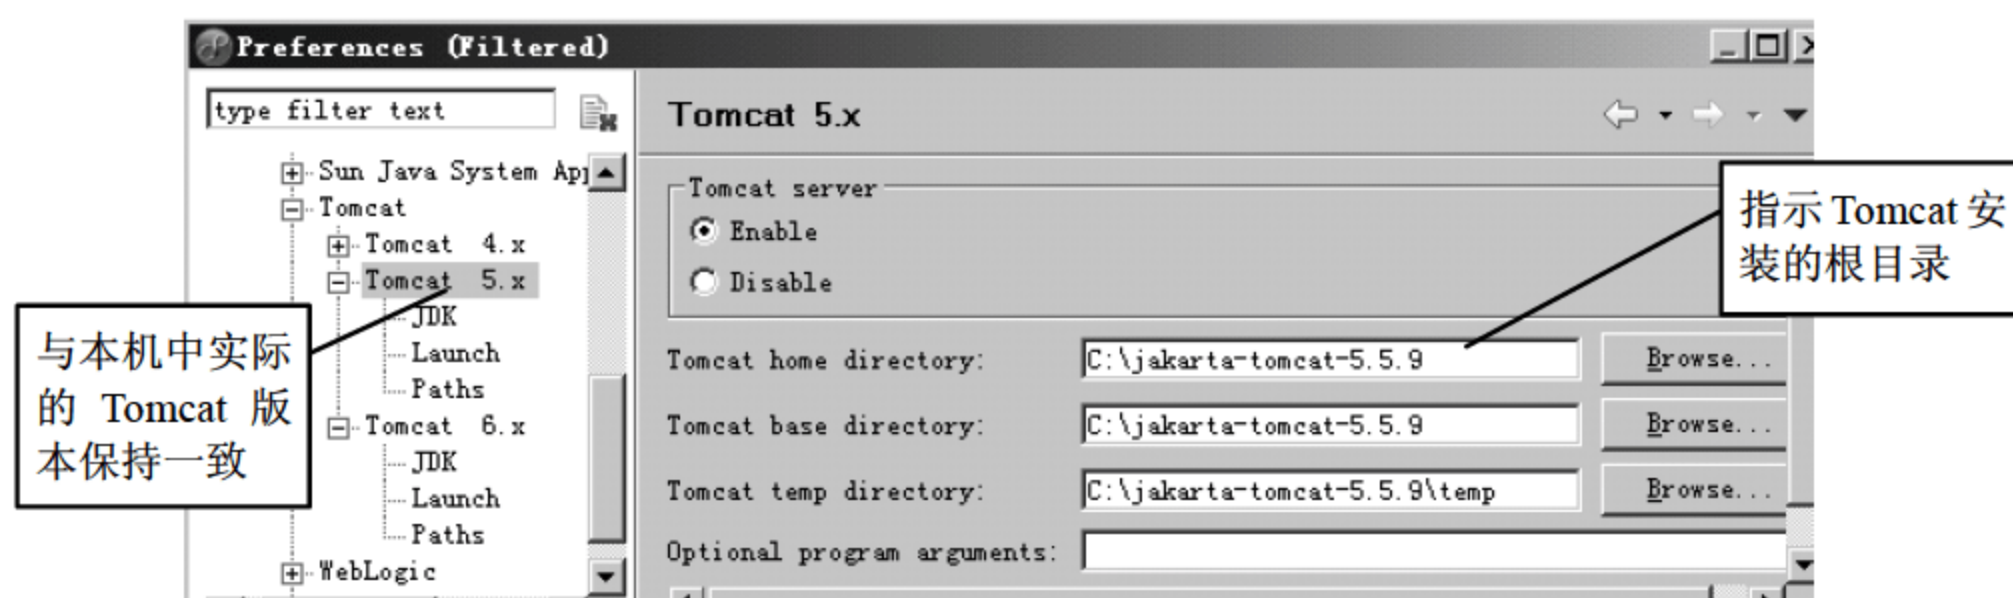 Preferences (Filtered)
type filter text
Sun Java System App
Tomcat
Tomcat 4.x
Tomcat 5.x
JDK
Launch
Paths
Tomcat 6.x
JDK
Launch
Paths
WebLogic
与本机中实际
的 Tomcat 版
本保持一致
Tomcat 5.x
Tomcat server
Enable
Disable
Tomcat home directory: C:\jakarta-tomcat-5.5.9 Browse...
Tomcat base directory: C:\jakarta-tomcat-5.5.9 Browse...
Tomcat temp directory: C:\jakarta-tomcat-5.5.9\temp Browse...
Optional program arguments:
指示 Tomcat 安
装的根目录